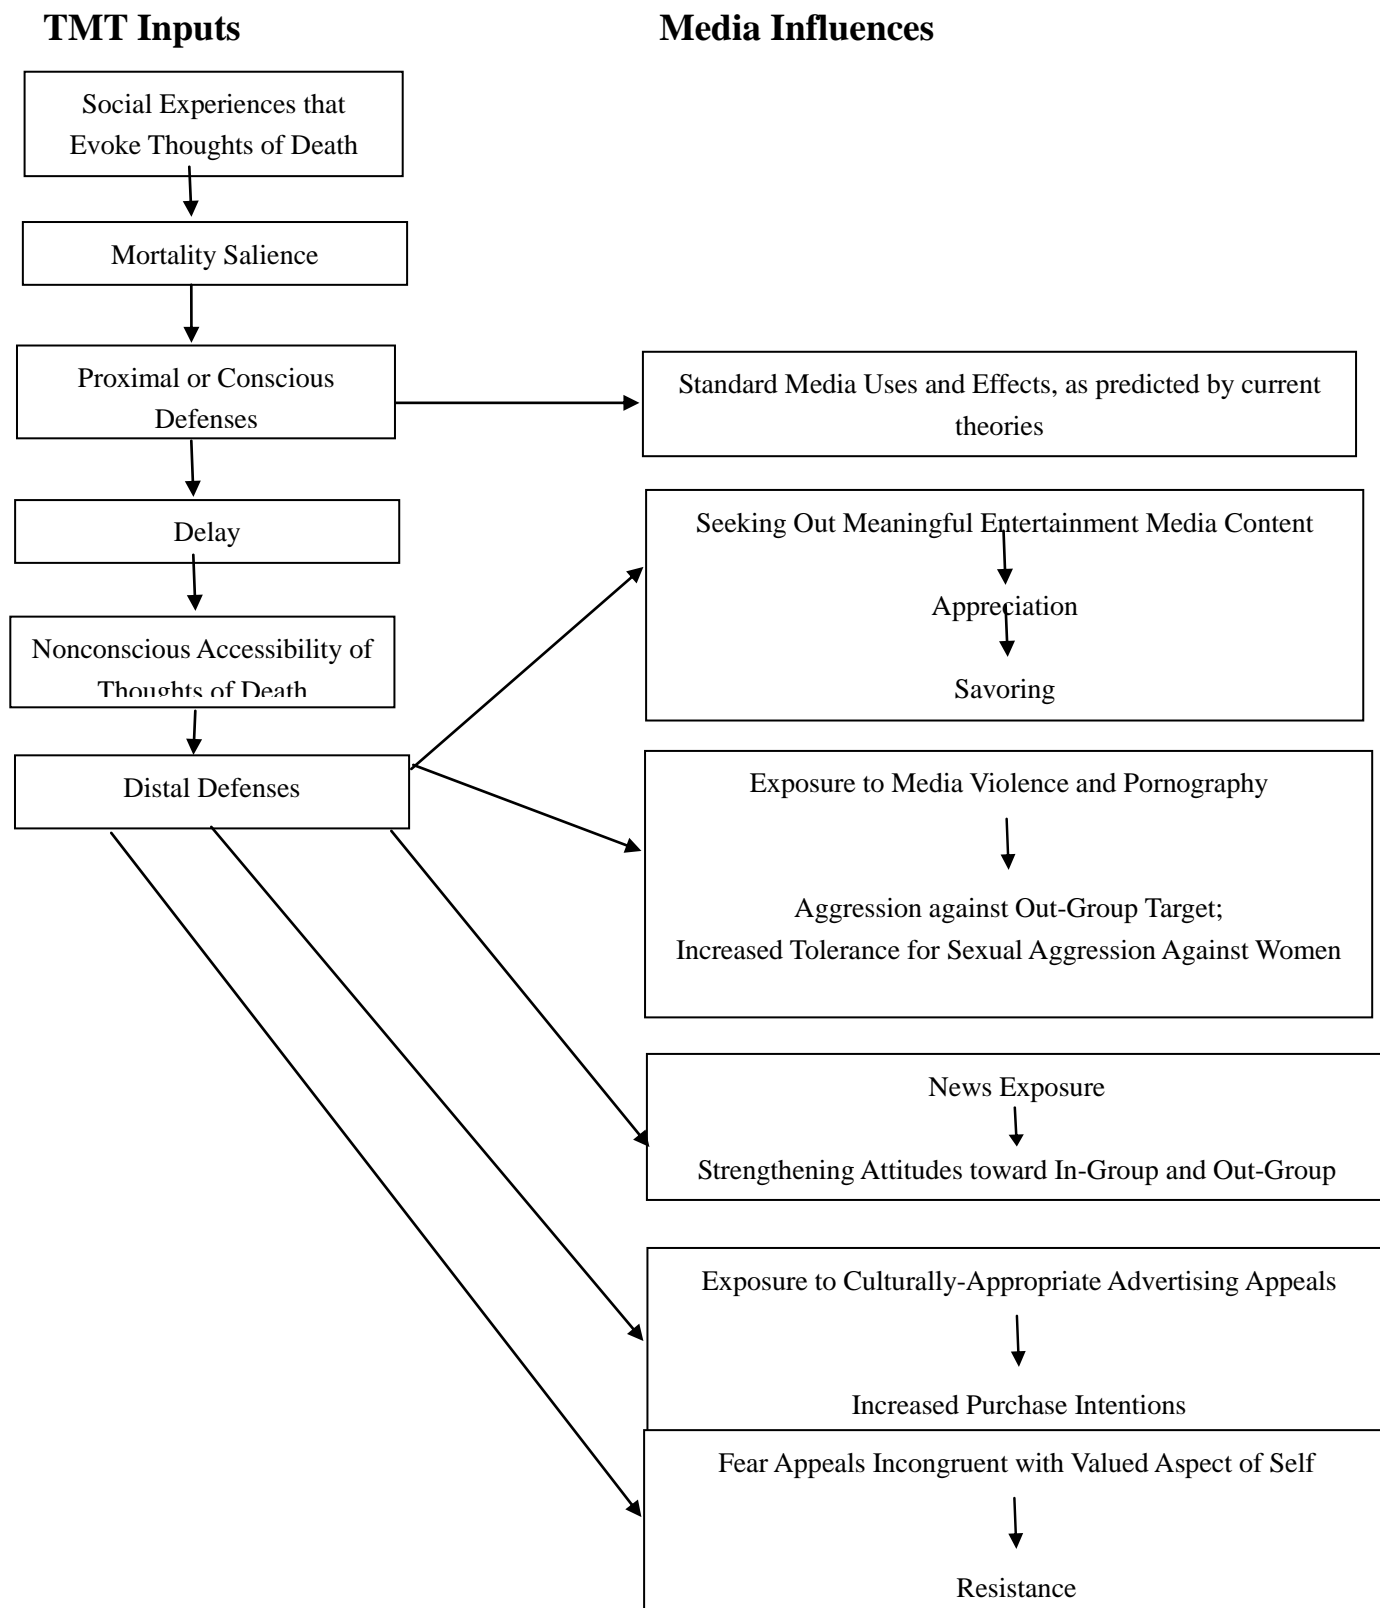 TMT Inputs
Media Influences
Social Experiences that
Evoke Thoughts of Death
Mortality Salience
Proximal or Conscious
Defenses
Delay
Nonconscious Accessibility of
Thoughts of Death
Distal Defenses
Standard Media Uses and Effects, as predicted by current
theories
Seeking Out Meaningful Entertainment Media Content
Appreciation
Savoring
Exposure to Media Violence and Pornography
Aggression against Out-Group Target;
Increased Tolerance for Sexual Aggression Against Women
News Exposure
Strengthening Attitudes toward In-Group and Out-Group
Exposure to Culturally-Appropriate Advertising Appeals
Increased Purchase Intentions
Fear Appeals Incongruent with Valued Aspect of Self
Resistance